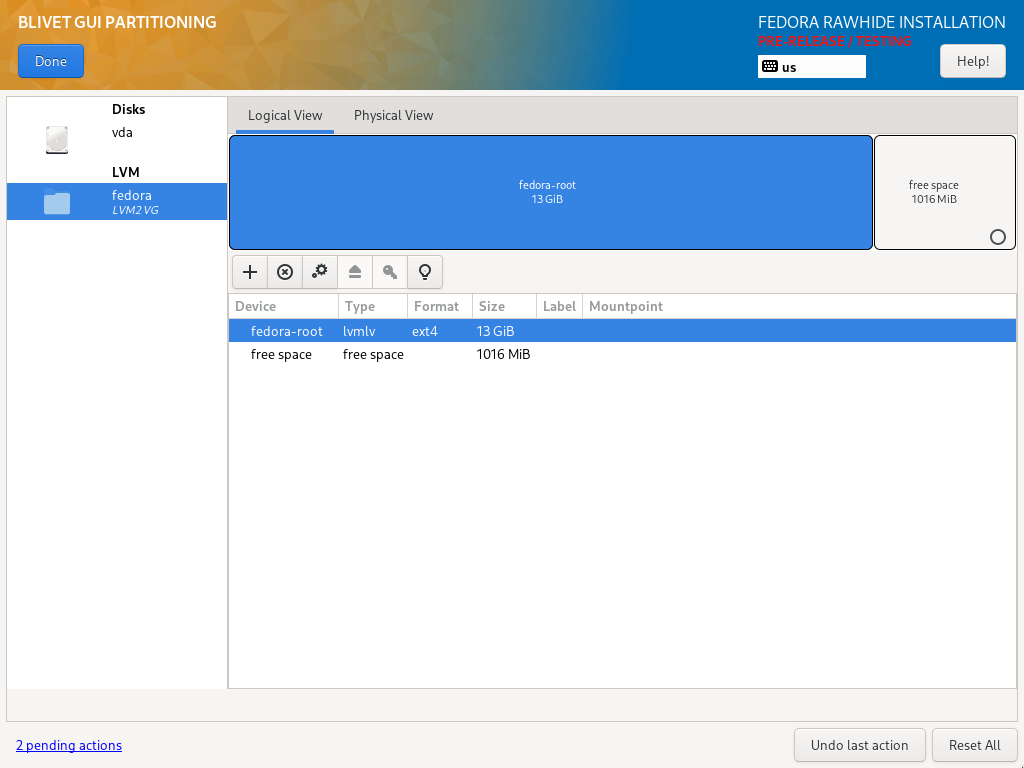 BLIVET GUI PARTITIONING
Done
FEDORA RAWHIDE INSTALLATION
PRE-RELEASE / TESTING
us
Help!
Disks
vda
LVM
fedora
LVM2 VG
Logical View
Physical View
fedora-root
13 GiB
free space
1016 MiB
Device Type Format Size Label Mountpoint
fedora-root lvmlv ext4 13 GiB
free space free space 1016 MiB
2 pending actions
Undo last action
Reset All